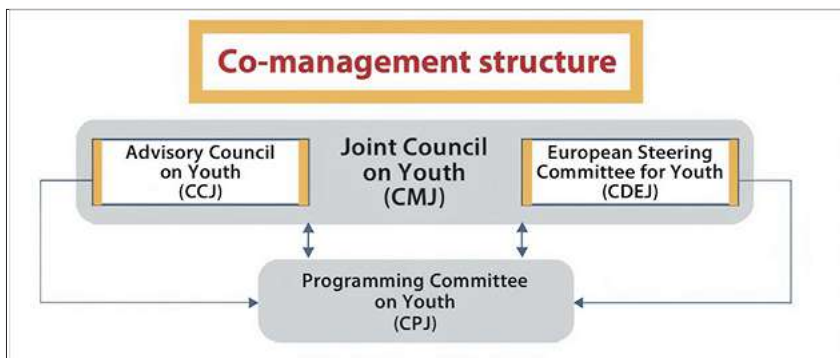 Co-management structure
Advisory Council
on Youth
(CCJ)
Joint Council
on Youth
(CMJ)
European Steering
Committee for Youth
(CDEJ)
Programming Committee
on Youth
(CPJ)